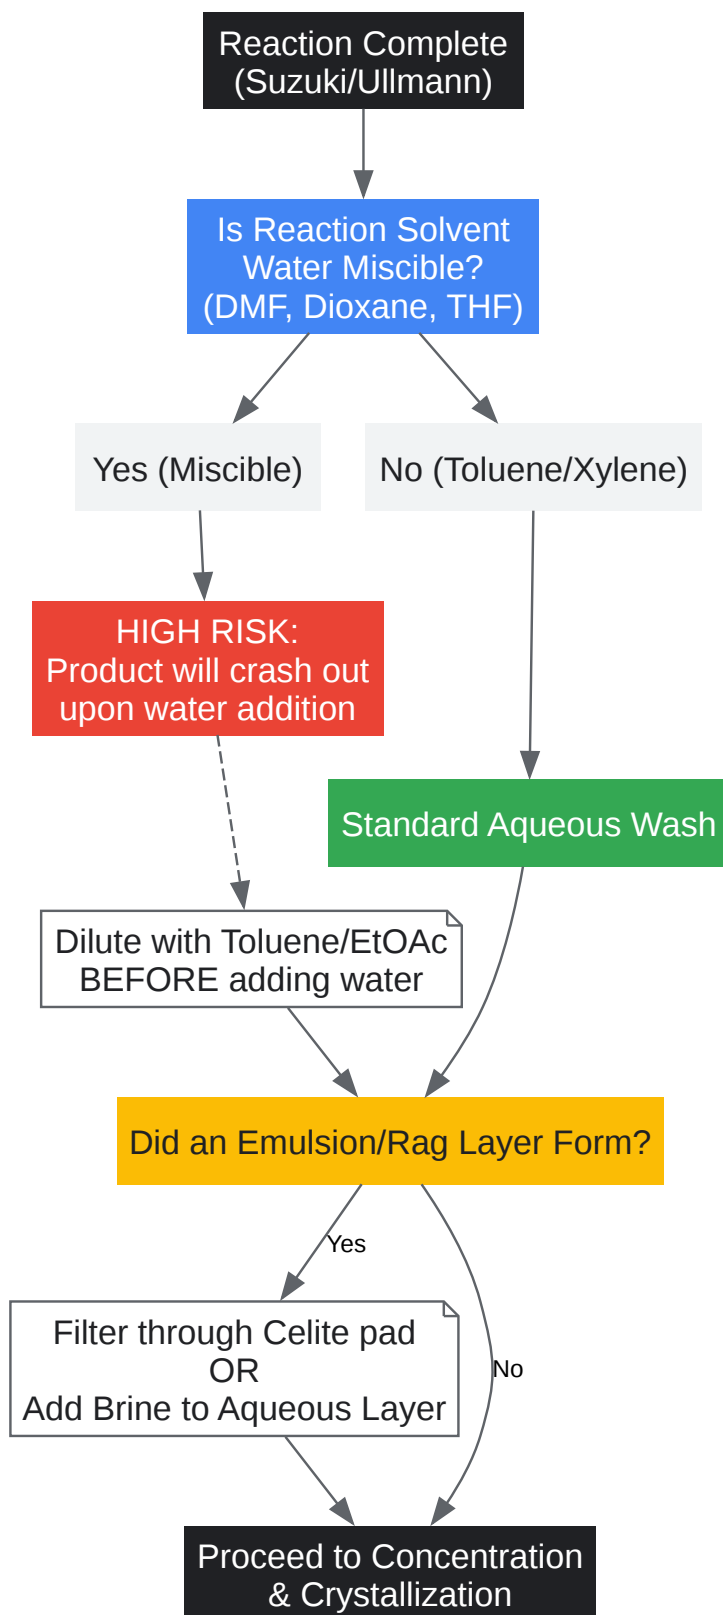 Reaction Complete
(Suzuki/Ullmann)
Is Reaction Solvent
Water Miscible?
(DMF, Dioxane, THF)
Yes (Miscible)
No (Toluene/Xylene)
HIGH RISK:
Product will crash out
upon water addition
Standard Aqueous Wash
Dilute with Toluene/EtOAc
BEFORE adding water
Did an Emulsion/Rag Layer Form?
Yes
Filter through Celite pad
OR
Add Brine to Aqueous Layer
No
Proceed to Concentration
& Crystallization